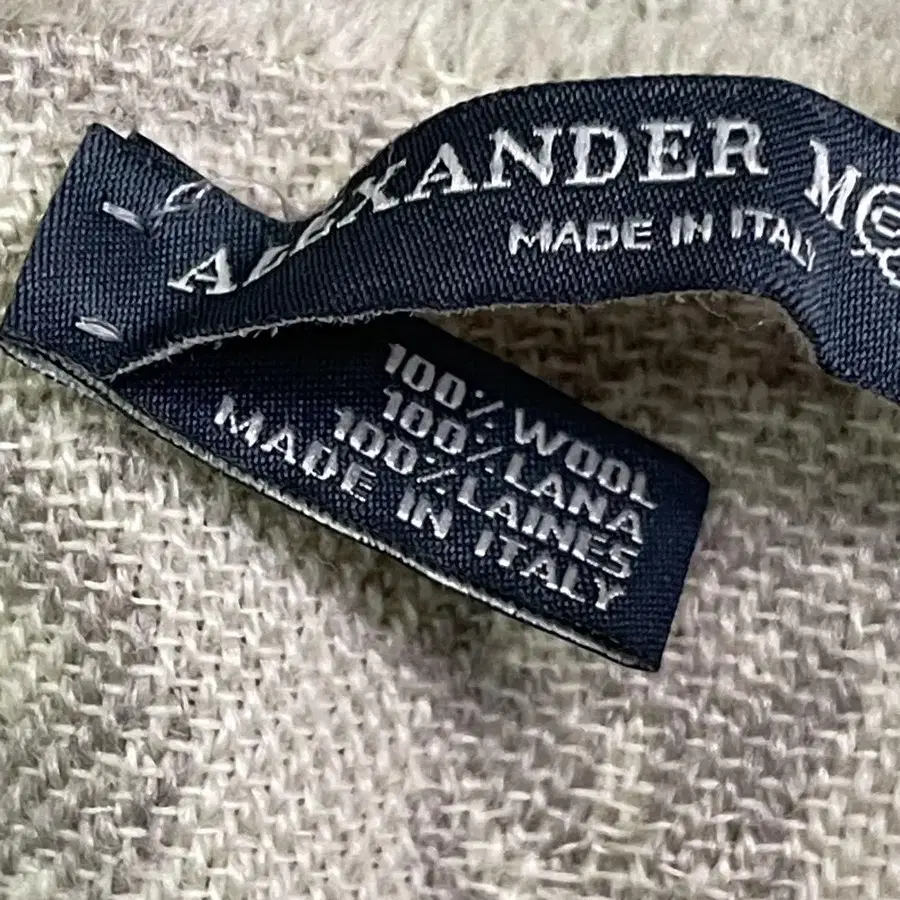 ALEXANDER MC
MADE IN ITALY
100% WOOL
100% LANA
100% LAINES
MADE IN ITALY